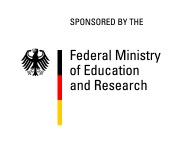 SPONSORED BY THE
Federal Ministry
of Education
and Research